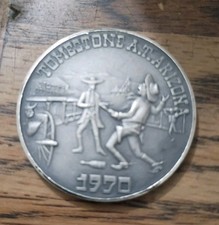 TOMBSTONE A.T. ARIZONA
1970